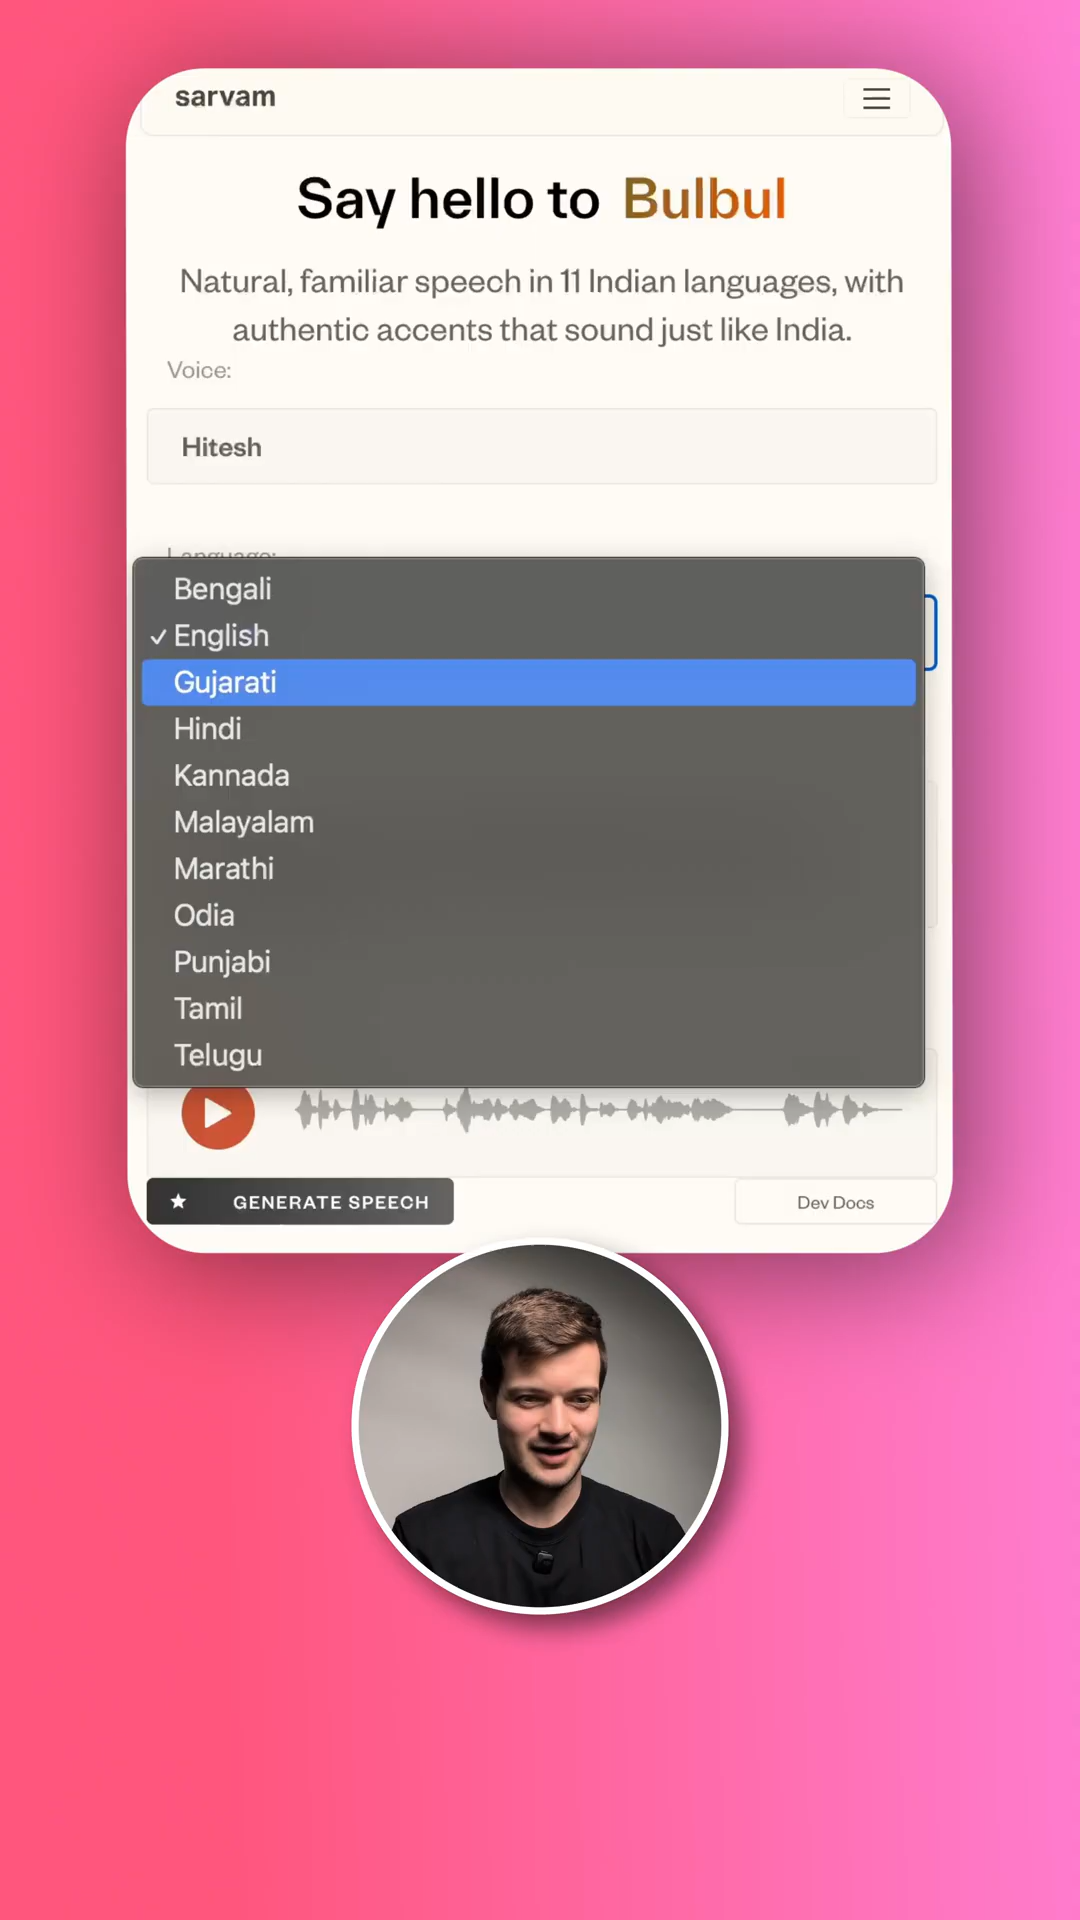 sarvam
Say hello to Bulbul
Natural, familiar speech in 11 Indian languages, with
authentic accents that sound just like India.
Voice:
Hitesh
Language:
Bengali
✓ English
Gujarati
Hindi
Kannada
Malayalam
Marathi
Odia
Punjabi
Tamil
Telugu
GENERATE SPEECH
Dev Docs